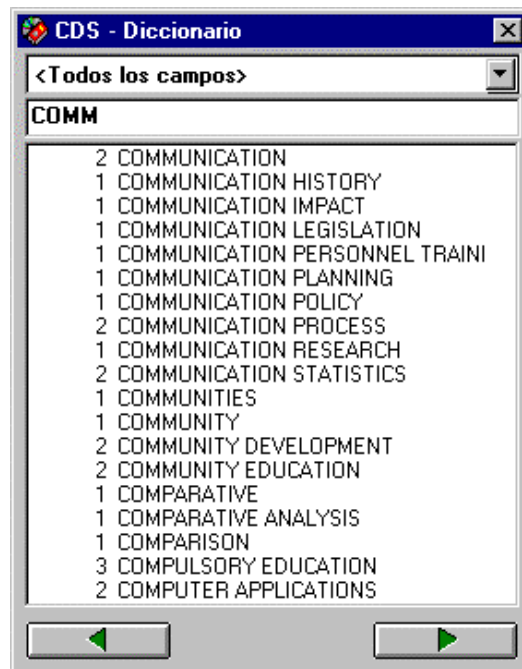 CDS - Diccionario
<Todos los campos>
COMM
2 COMMUNICATION
1 COMMUNICATION HISTORY
1 COMMUNICATION IMPACT
1 COMMUNICATION LEGISLATION
1 COMMUNICATION PERSONNEL TRAINI
1 COMMUNICATION PLANNING
1 COMMUNICATION POLICY
2 COMMUNICATION PROCESS
1 COMMUNICATION RESEARCH
2 COMMUNICATION STATISTICS
1 COMMUNITIES
1 COMMUNITY
2 COMMUNITY DEVELOPMENT
2 COMMUNITY EDUCATION
1 COMPARATIVE
1 COMPARATIVE ANALYSIS
1 COMPARISON
3 COMPULSORY EDUCATION
2 COMPUTER APPLICATIONS